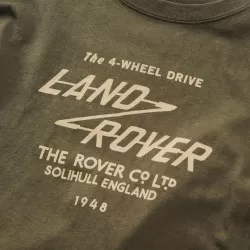 The 4-WHEEL DRIVE
LAND
ROVER
THE ROVER Co LTD
SOLIHULL ENGLAND
1948